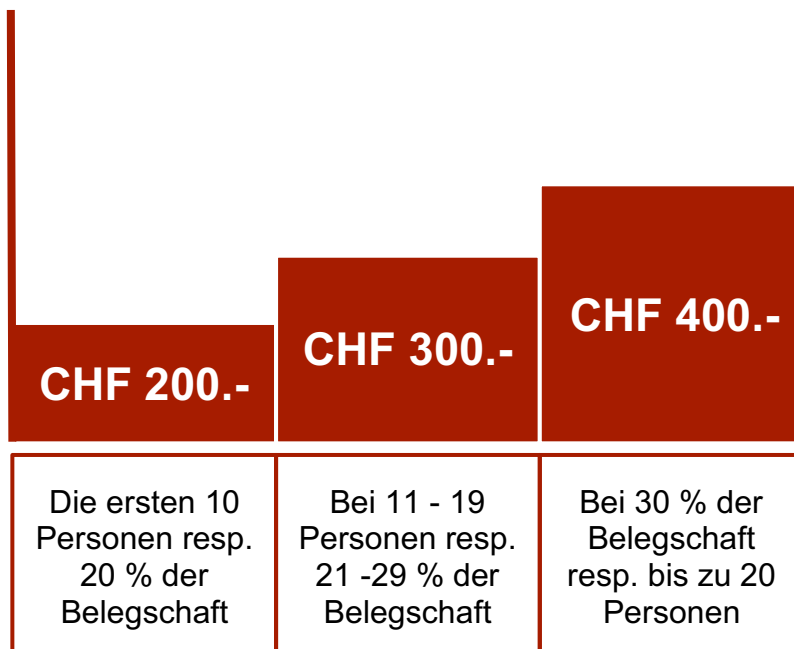 CHF 200.-
CHF 300.-
CHF 400.-
Die ersten 10
Personen resp.
20 % der
Belegschaft
Bei 11 - 19
Personen resp.
21 -29 % der
Belegschaft
Bei 30 % der
Belegschaft
resp. bis zu 20
Personen